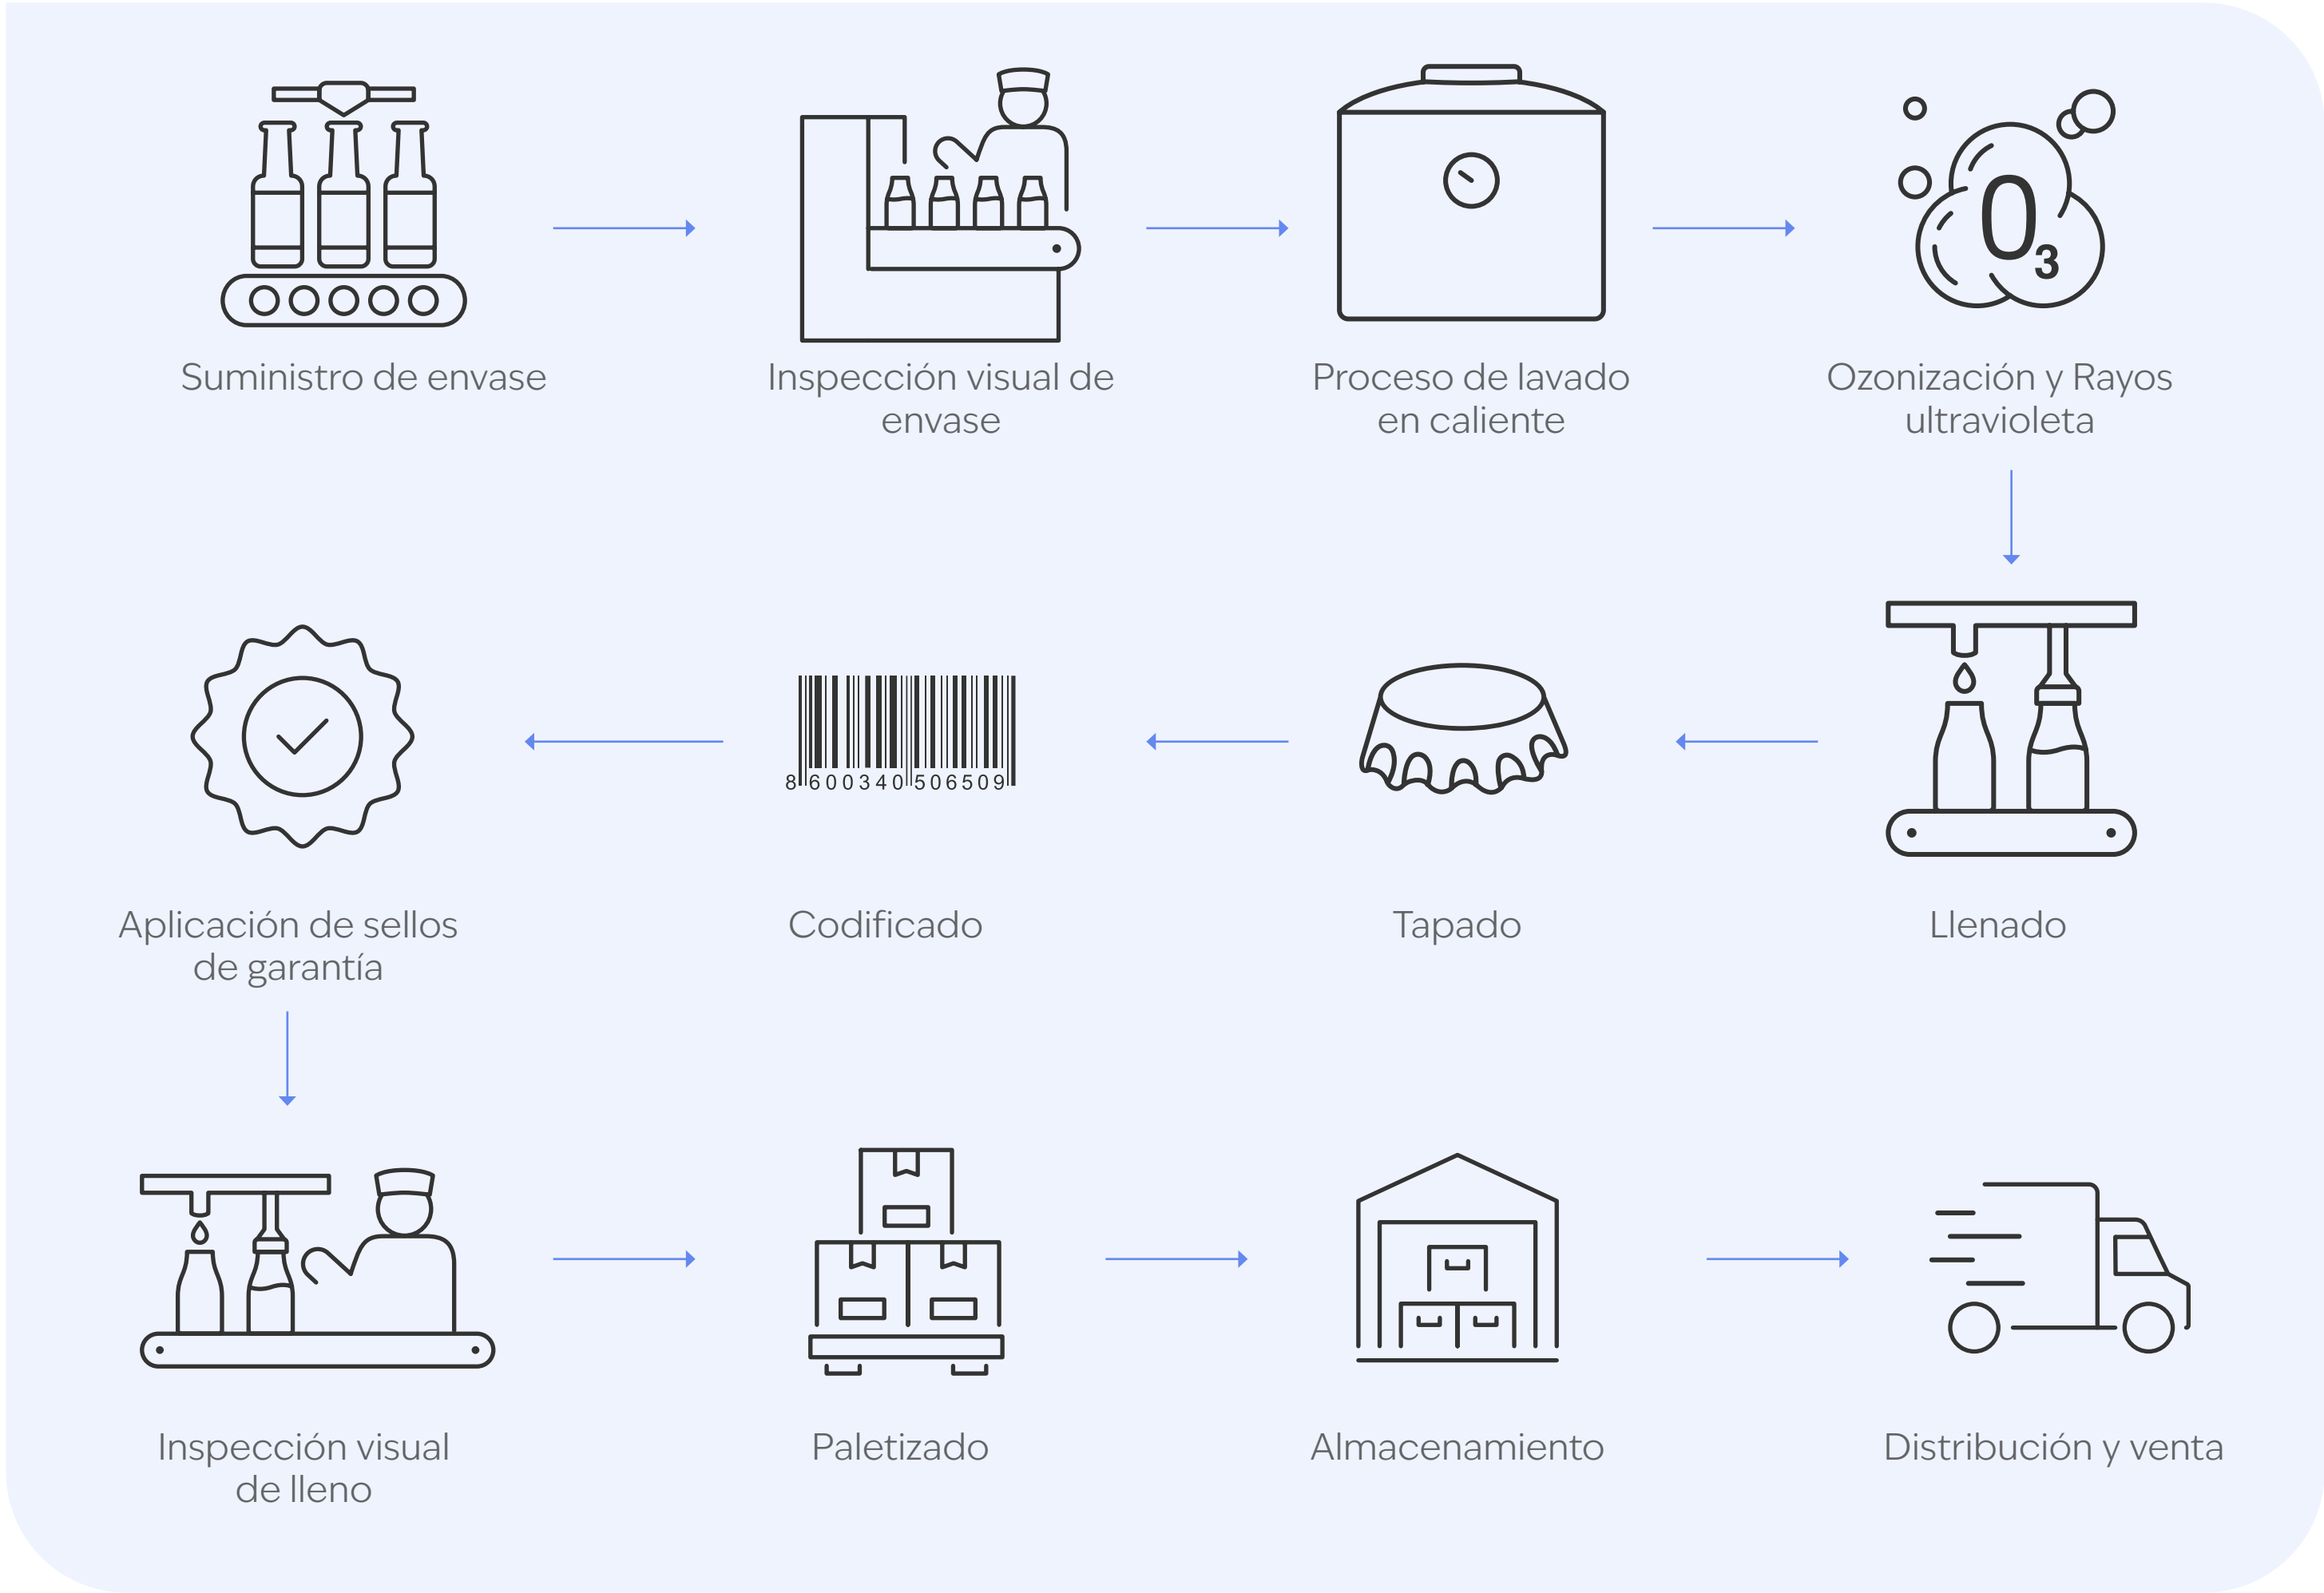 O3
Suministro de envase
Inspección visual de
envase
Proceso de lavado
en caliente
Ozonización y Rayos
ultravioleta
8 600340 506509
Llenado
Tapado
Codificado
Aplicación de sellos
de garantía
Inspección visual
de lleno
Paletizado
Almacenamiento
Distribución y venta